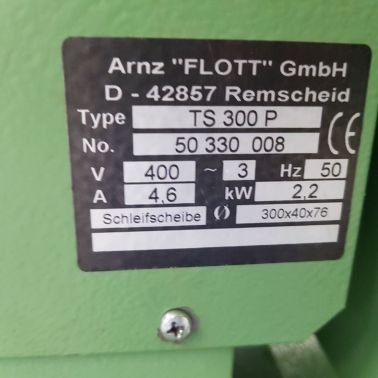 Arnz "FLOTT" GmbH
D - 42857 Remscheid
Type TS 300 P
No. 50 330 008 CE
V 400 ~ 3 Hz 50
A 4,6 kW 2,2
Schleifscheibe Ø 300x40x76